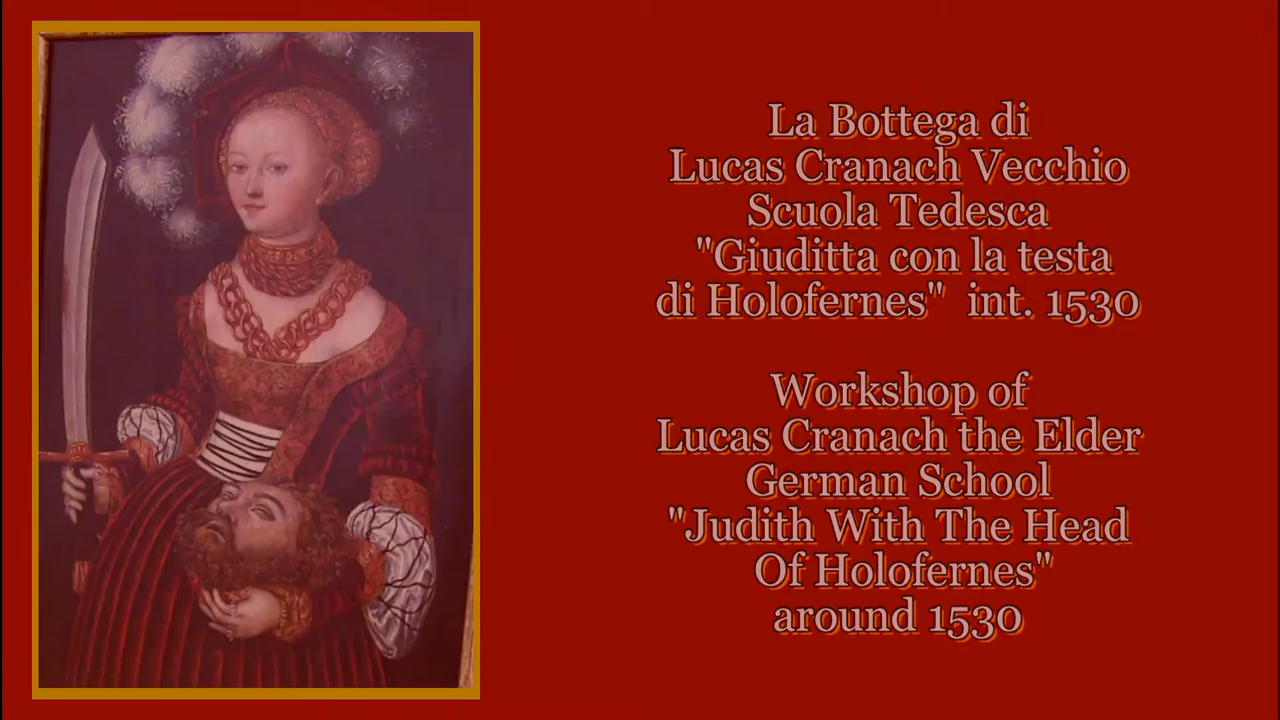 La Bottega di
Lucas Cranach Vecchio
Scuola Tedesca
"Giuditta con la testa
di Holofernes" int. 1530
Workshop of
Lucas Cranach the Elder
German School
"Judith With The Head
Of Holofernes"
around 1530